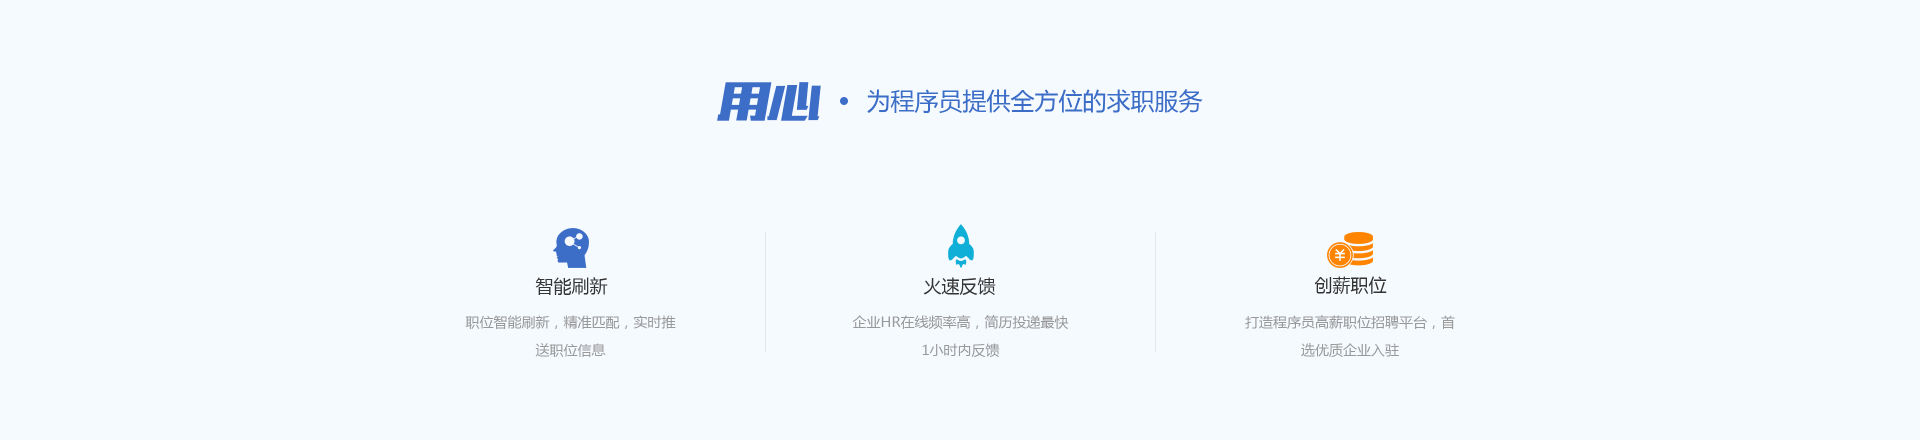 用心 • 为程序员提供全方位的求职服务
智能刷新
职位智能刷新，精准匹配，实时推
送职位信息
火速反馈
企业HR在线频率高，简历投递最快
1小时内反馈
创薪职位
打造程序员高薪职位招聘平台，首
选优质企业入驻